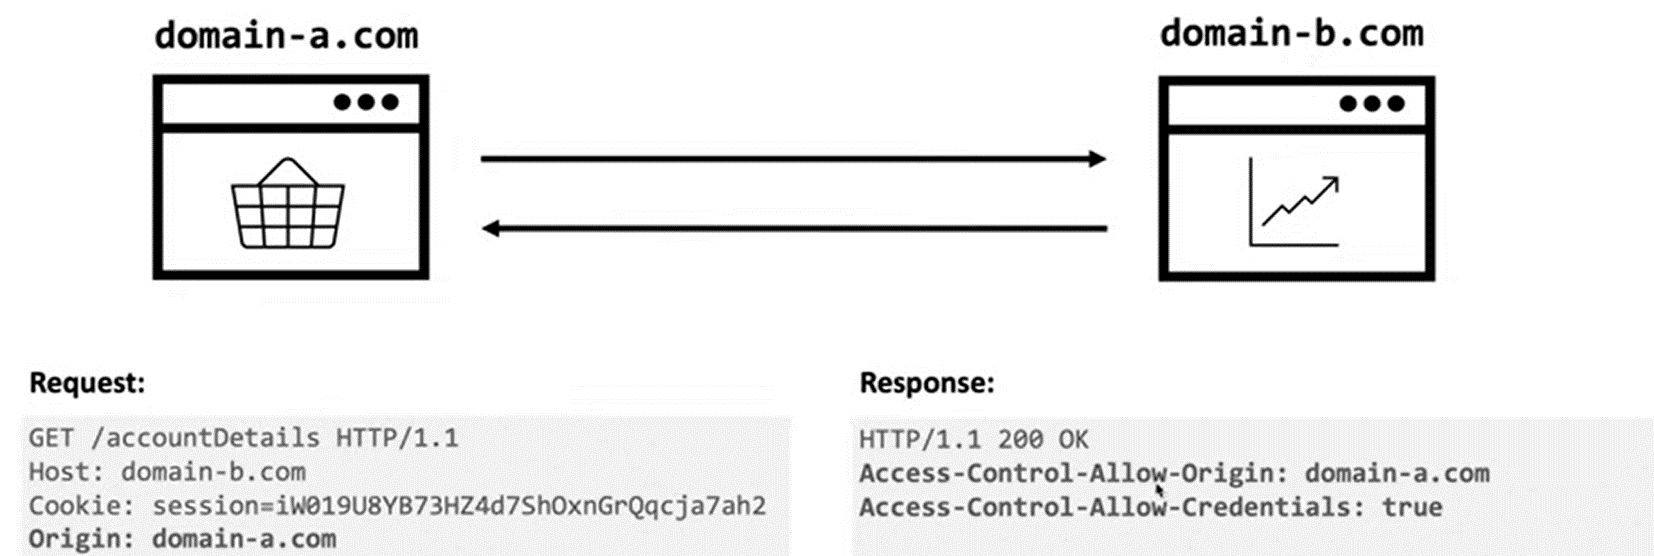 domain-a.com
domain-b.com
Request:
GET /accountDetails HTTP/1.1
Host: domain-b.com
Cookie: session=iW019U8YB73HZ4d7ShOxnGrQqcja7ah2
Origin: domain-a.com
Response:
HTTP/1.1 200 OK
Access-Control-Allow-Origin: domain-a.com
Access-Control-Allow-Credentials: true